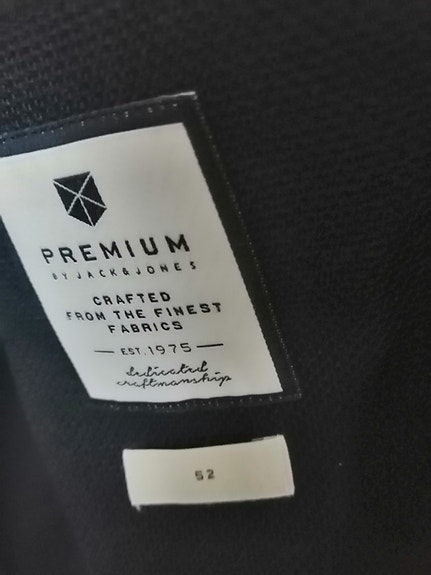 PREMIUM
BY JACK & JONES
CRAFTED
FROM THE FINEST
FABRICS
EST. 1975
dedicated
craftmanship
52